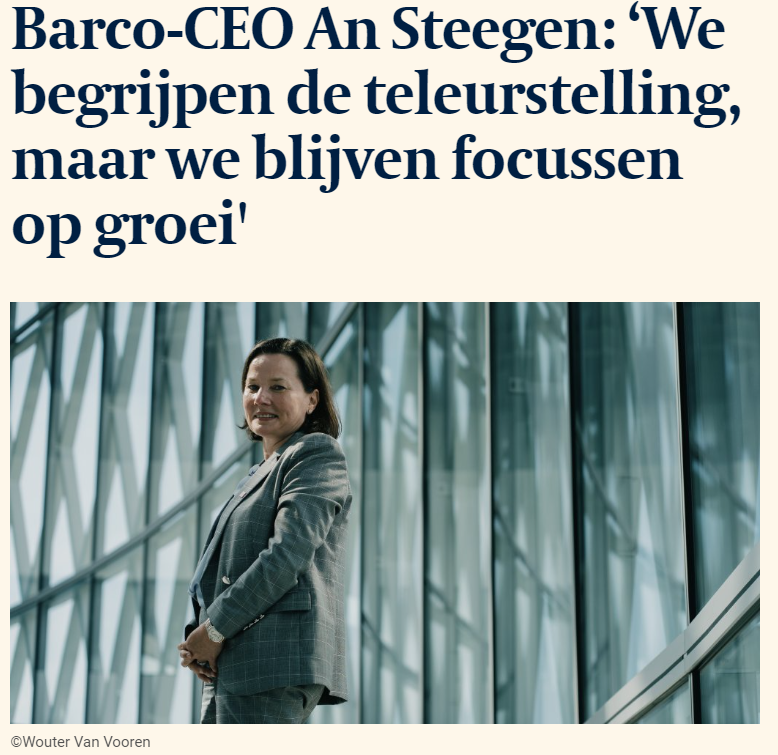 Barco-CEO An Steegen: ‘We
begrijpen de teleurstelling,
maar we blijven focussen
op groei'
©Wouter Van Vooren